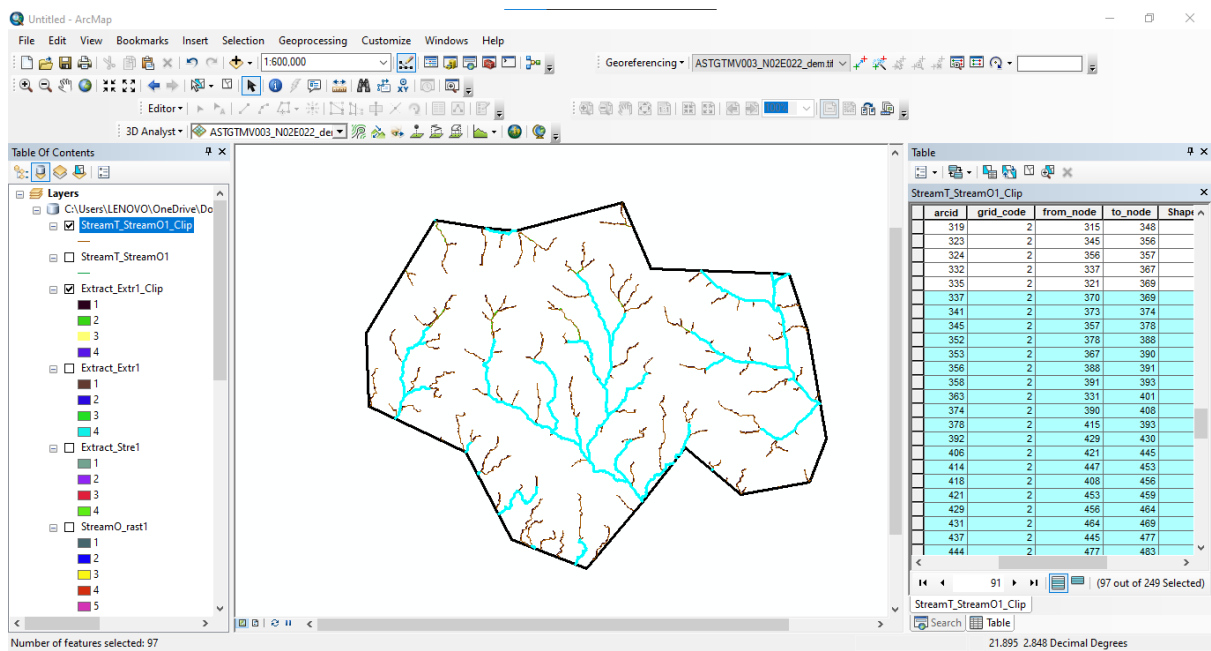 Untitled - ArcMap
File Edit View Bookmarks Insert Selection Geoprocessing Customize Windows Help
1:600,000
Georeferencing ASTGTMV003_N02E022_dem.tif
Editor
3D Analyst ASTGTMV003_N02E022_der
Table Of Contents
Layers
C:\Users\LENOVO\OneDrive\Do
StreamT_StreamO1_Clip
StreamT_StreamO1
Extract_Extr1_Clip
1
2
3
4
Extract_Extr1
1
2
3
4
Extract_Stre1
1
2
3
4
StreamO_rast1
1
2
3
4
5
Table
StreamT_StreamO1_Clip
arcid grid_code from_node to_node Shape
319 2 315 348
323 2 345 356
324 2 356 357
332 2 337 367
335 2 321 369
337 2 370 369
341 2 373 374
345 2 357 378
352 2 378 388
353 2 367 390
356 2 388 391
358 2 391 393
363 2 331 401
374 2 390 408
378 2 415 393
392 2 429 430
406 2 421 445
414 2 447 453
418 2 408 456
421 2 453 459
429 2 456 464
431 2 464 469
437 2 445 477
444 2 477 483
91 (97 out of 249 Selected)
StreamT_StreamO1_Clip
Search Table
Number of features selected: 97
21.895 2.848 Decimal Degrees